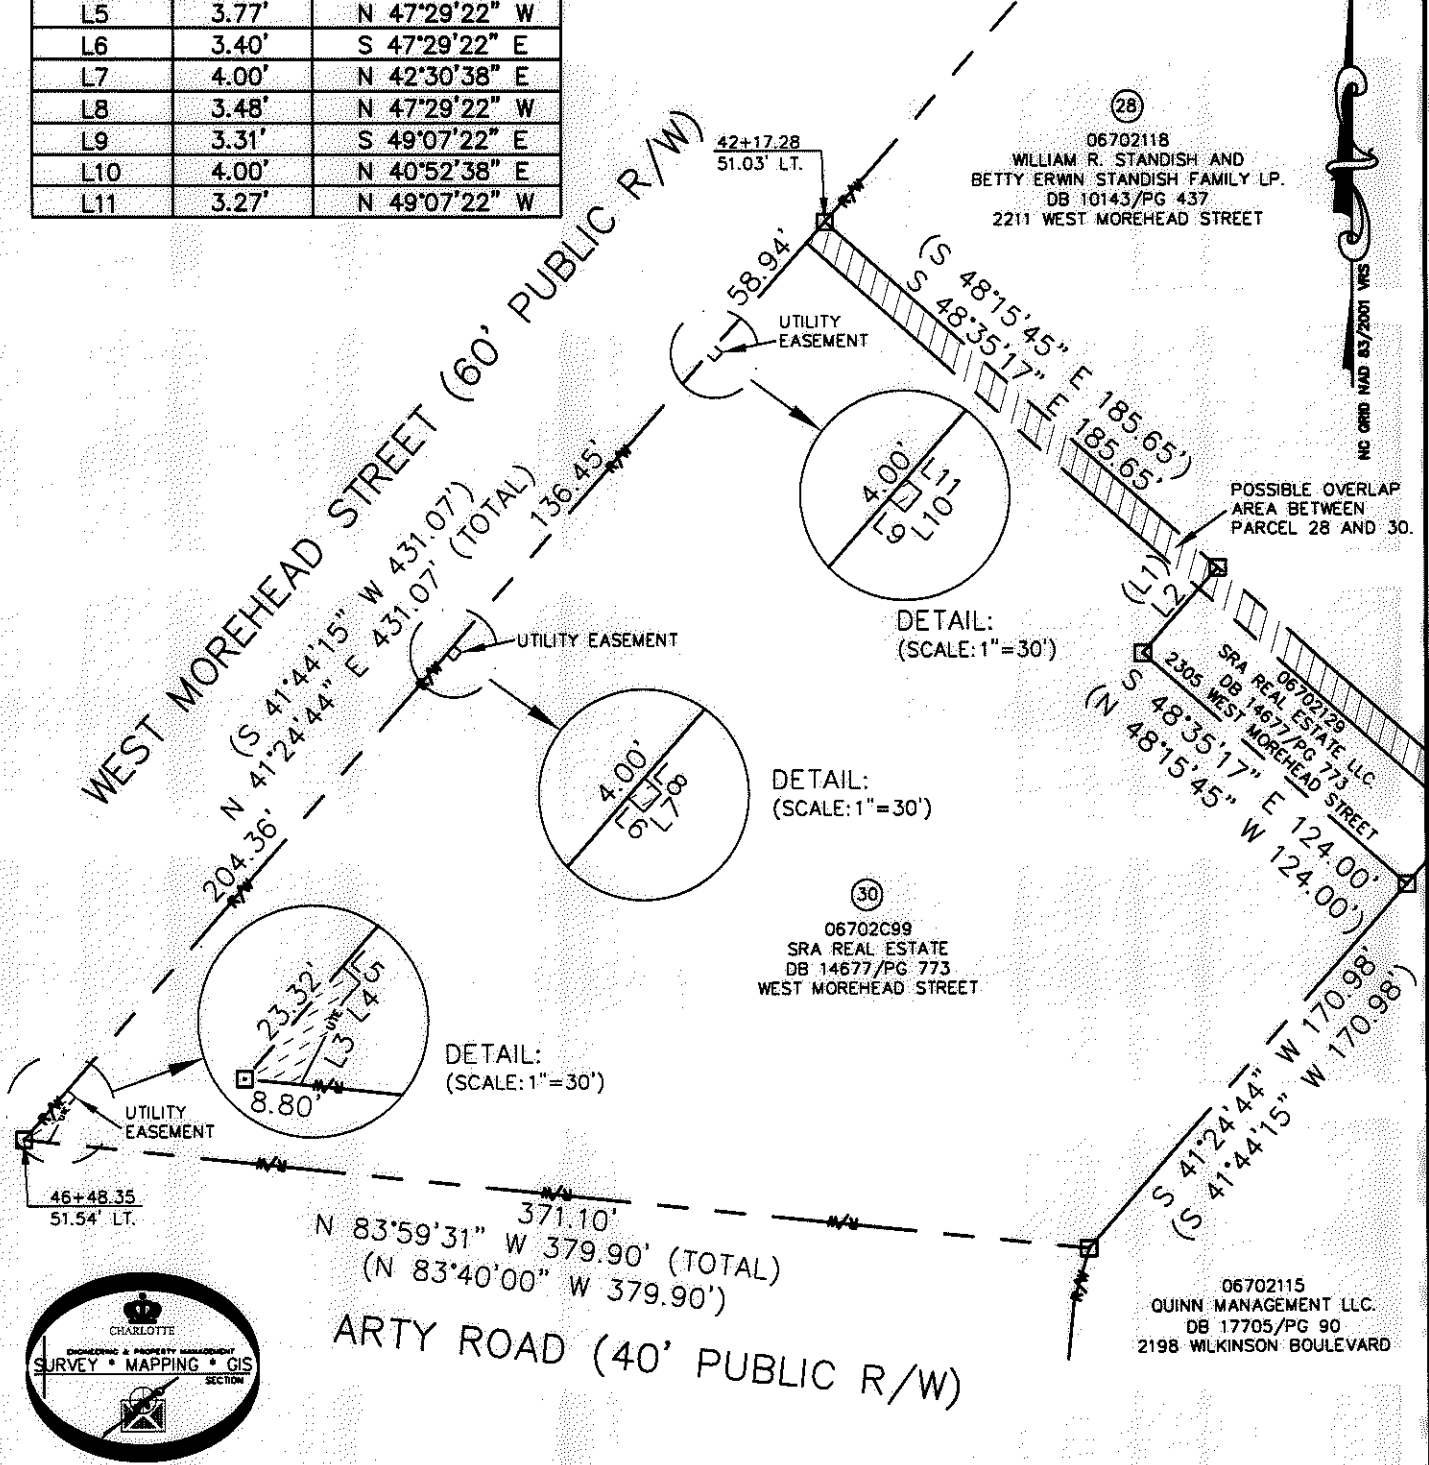 L5 3.77' N 47°29'22" W
L6 3.40' S 47°29'22" E
L7 4.00' N 42°30'38" E
L8 3.48' N 47°29'22" W
L9 3.31' S 49°07'22" E
L10 4.00' N 40°52'38" E
L11 3.27' N 49°07'22" W
WEST MOREHEAD STREET (60' PUBLIC R/W)
42+17.28
51.03' LT.
R/W
28
06702118
WILLIAM R. STANDISH AND
BETTY ERWIN STANDISH FAMILY LP.
DB 10143/PG 437
2211 WEST MOREHEAD STREET
NC GRID NAD 83/2001 VRS
58.94'
UTILITY
EASEMENT
(S 48°15'45" E 185.65')
S 48°35'17" E 185.65'
POSSIBLE OVERLAP
AREA BETWEEN
PARCEL 28 AND 30.
4.00'
L11
L10
L9
DETAIL:
(SCALE: 1"=30')
(L1)
L2
136.45'
R/W
(S 41°44'15" W 431.07')
N 41°24'44" E 431.07' (TOTAL)
UTILITY EASEMENT
R/W
4.00'
L8
L7
L6
DETAIL:
(SCALE: 1"=30')
06702129
SRA REAL ESTATE LLC.
DB 14677/PG 773
2305 WEST MOREHEAD STREET
S 48°35'17" E 124.00'
(N 48°15'45" W 124.00')
204.36'
R/W
30
06702C99
SRA REAL ESTATE
DB 14677/PG 773
WEST MOREHEAD STREET
23.32'
L5
L4
L3
UTIE
R/W
8.80'
DETAIL:
(SCALE: 1"=30')
R/W
UTILITY
EASEMENT
46+48.35
51.54' LT.
R/W
R/W
R/W
371.10'
N 83°59'31" W 379.90' (TOTAL)
(N 83°40'00" W 379.90')
ARTY ROAD (40' PUBLIC R/W)
S 41°24'44" W 170.98'
(S 41°44'15" W 170.98')
R/W
06702115
QUINN MANAGEMENT LLC.
DB 17705/PG 90
2198 WILKINSON BOULEVARD
CHARLOTTE
ENGINEERING & PROPERTY MANAGEMENT
SURVEY * MAPPING * GIS
SECTION